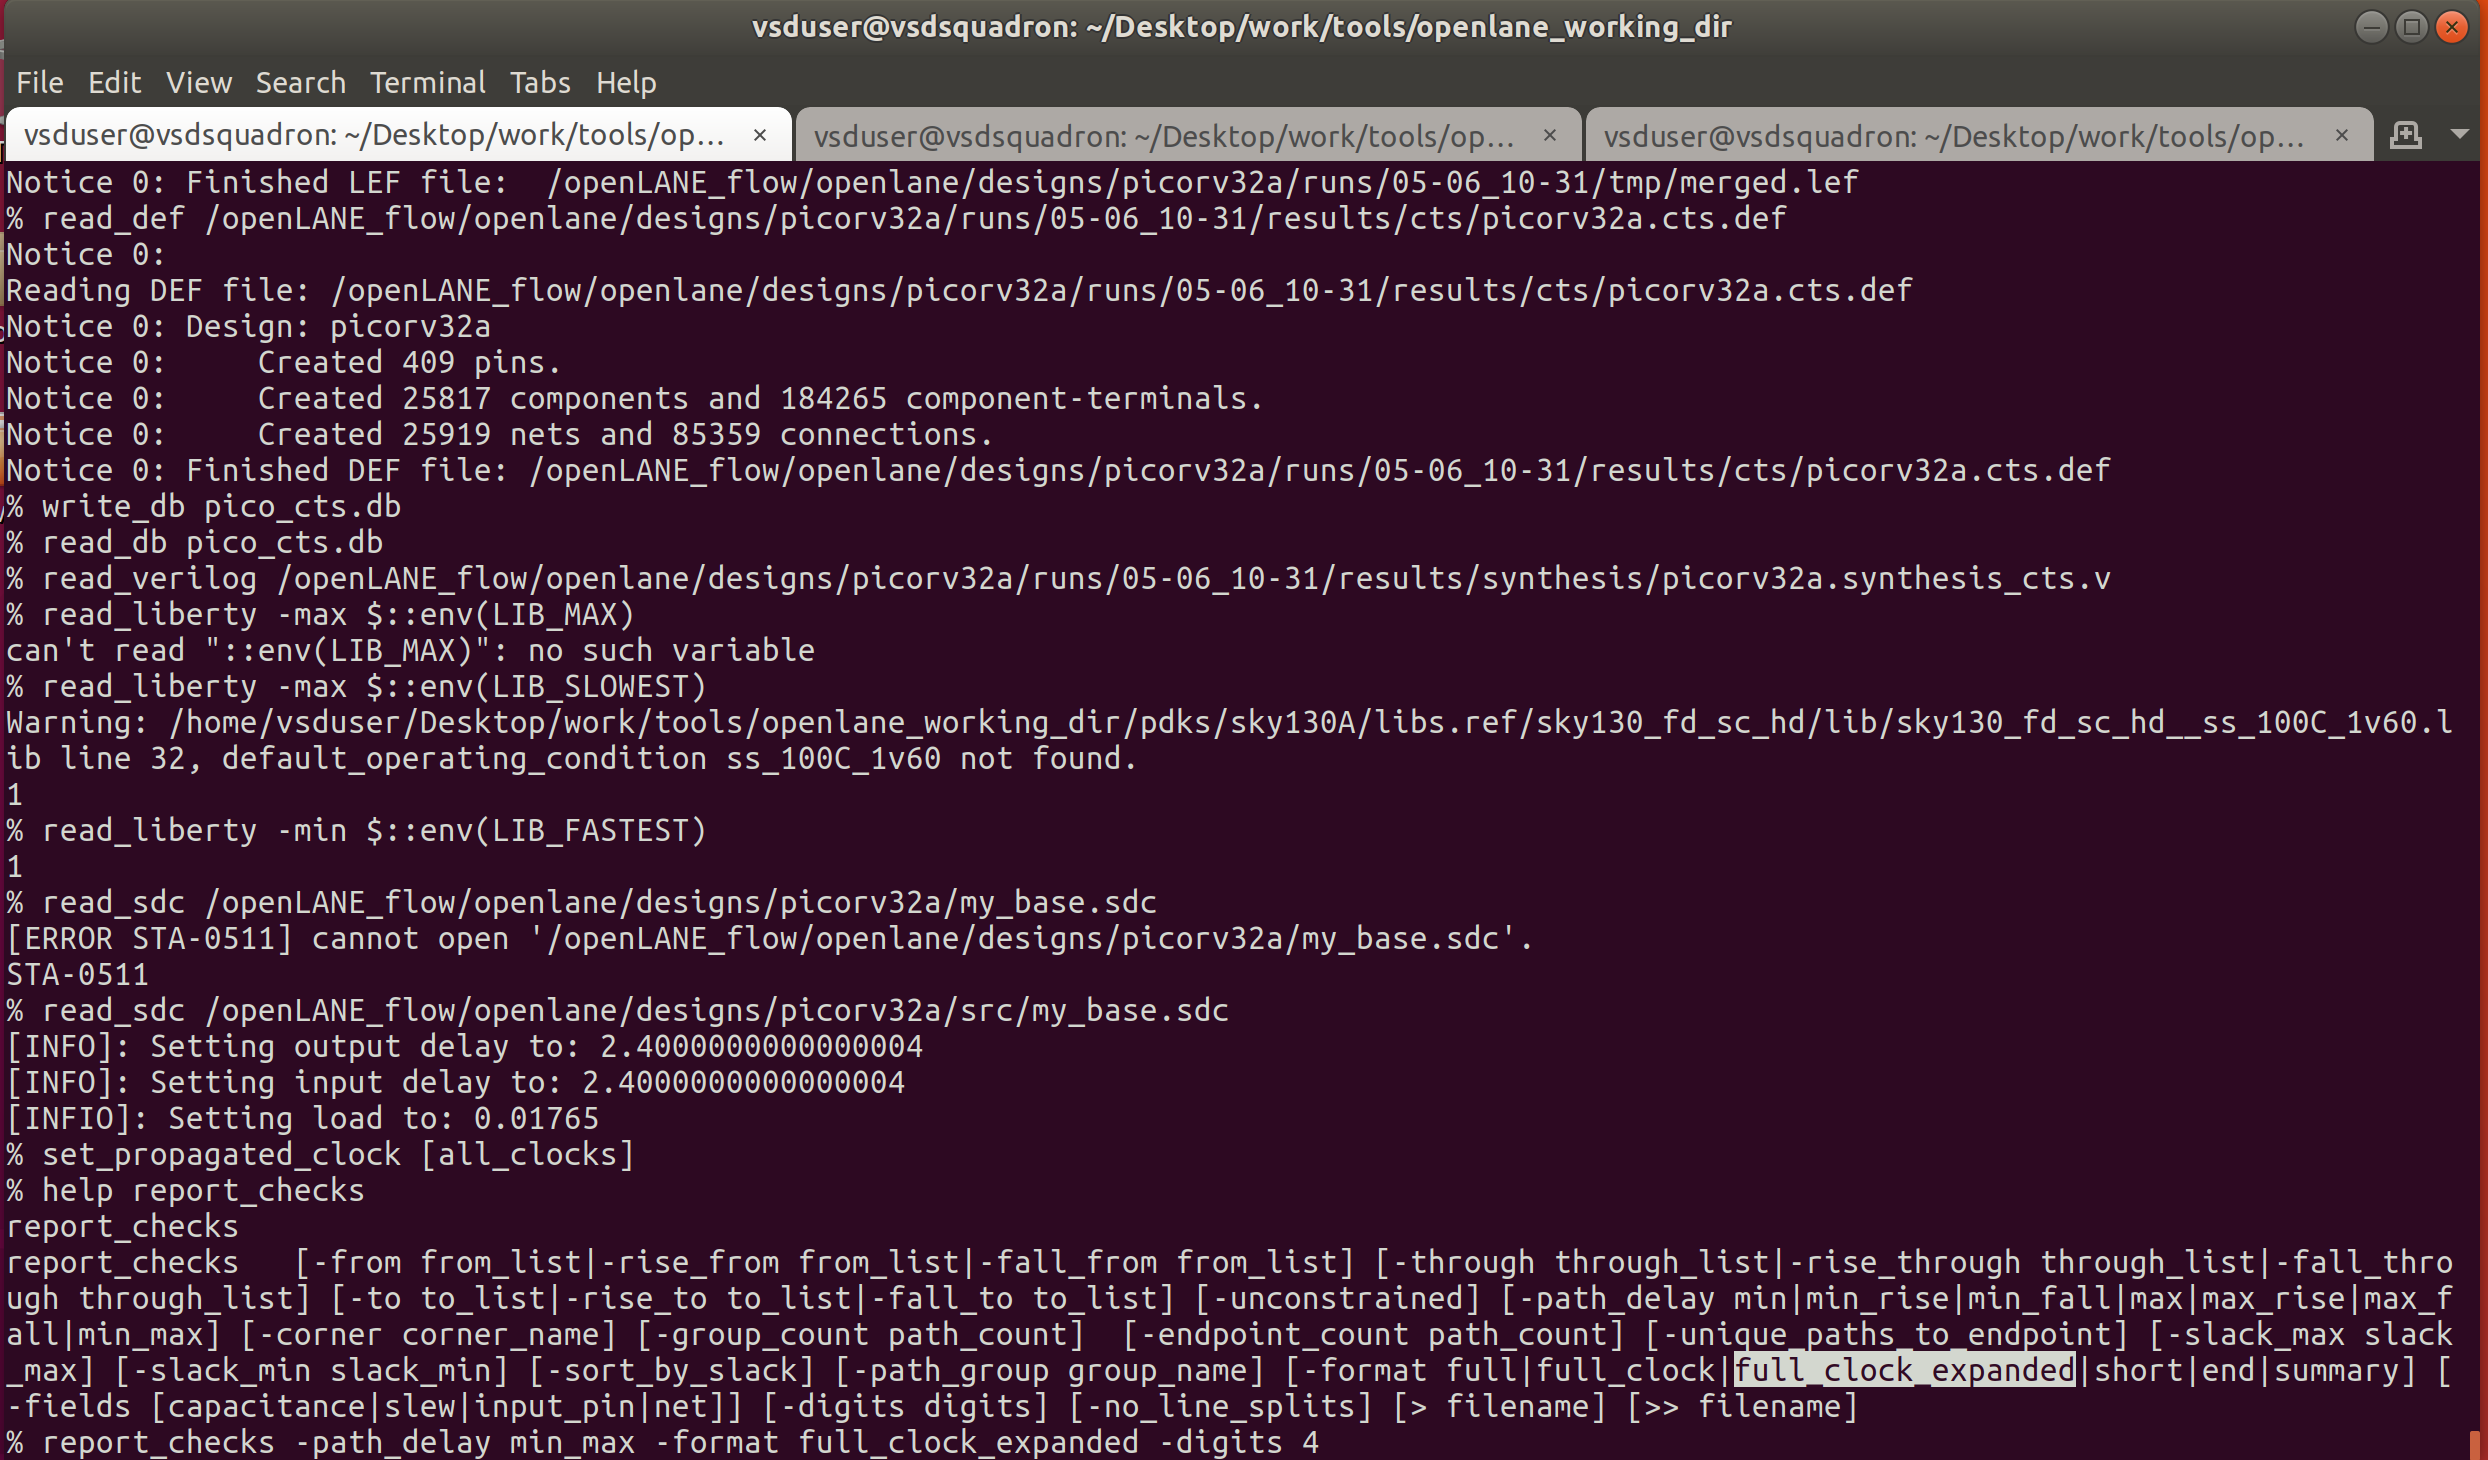 vsduser@vsdsquadron: ~/Desktop/work/tools/openlane_working_dir
File Edit View Search Terminal Tabs Help
vsduser@vsdsquadron: ~/Desktop/work/tools/op... × vsduser@vsdsquadron: ~/Desktop/work/tools/op... × vsduser@vsdsquadron: ~/Desktop/work/tools/op... ×
Notice 0: Finished LEF file:  /openLANE_flow/openlane/designs/picorv32a/runs/05-06_10-31/tmp/merged.lef
% read_def /openLANE_flow/openlane/designs/picorv32a/runs/05-06_10-31/results/cts/picorv32a.cts.def
Notice 0:
Reading DEF file: /openLANE_flow/openlane/designs/picorv32a/runs/05-06_10-31/results/cts/picorv32a.cts.def
Notice 0: Design: picorv32a
Notice 0:     Created 409 pins.
Notice 0:     Created 25817 components and 184265 component-terminals.
Notice 0:     Created 25919 nets and 85359 connections.
Notice 0: Finished DEF file: /openLANE_flow/openlane/designs/picorv32a/runs/05-06_10-31/results/cts/picorv32a.cts.def
% write_db pico_cts.db
% read_db pico_cts.db
% read_verilog /openLANE_flow/openlane/designs/picorv32a/runs/05-06_10-31/results/synthesis/picorv32a.synthesis_cts.v
% read_liberty -max $::env(LIB_MAX)
can't read "::env(LIB_MAX)": no such variable
% read_liberty -max $::env(LIB_SLOWEST)
Warning: /home/vsduser/Desktop/work/tools/openlane_working_dir/pdks/sky130A/libs.ref/sky130_fd_sc_hd/lib/sky130_fd_sc_hd__ss_100C_1v60.l
ib line 32, default_operating_condition ss_100C_1v60 not found.
1
% read_liberty -min $::env(LIB_FASTEST)
1
% read_sdc /openLANE_flow/openlane/designs/picorv32a/my_base.sdc
[ERROR STA-0511] cannot open '/openLANE_flow/openlane/designs/picorv32a/my_base.sdc'.
STA-0511
% read_sdc /openLANE_flow/openlane/designs/picorv32a/src/my_base.sdc
[INFO]: Setting output delay to: 2.4000000000000004
[INFO]: Setting input delay to: 2.4000000000000004
[INFIO]: Setting load to: 0.01765
% set_propagated_clock [all_clocks]
% help report_checks
report_checks
report_checks   [-from from_list|-rise_from from_list|-fall_from from_list] [-through through_list|-rise_through through_list|-fall_thro
ugh through_list] [-to to_list|-rise_to to_list|-fall_to to_list] [-unconstrained] [-path_delay min|min_rise|min_fall|max|max_rise|max_f
all|min_max] [-corner corner_name] [-group_count path_count]  [-endpoint_count path_count] [-unique_paths_to_endpoint] [-slack_max slack
_max] [-slack_min slack_min] [-sort_by_slack] [-path_group group_name] [-format full|full_clock|full_clock_expanded|short|end|summary] [
-fields [capacitance|slew|input_pin|net]] [-digits digits] [-no_line_splits] [> filename] [>> filename]
% report_checks -path_delay min_max -format full_clock_expanded -digits 4